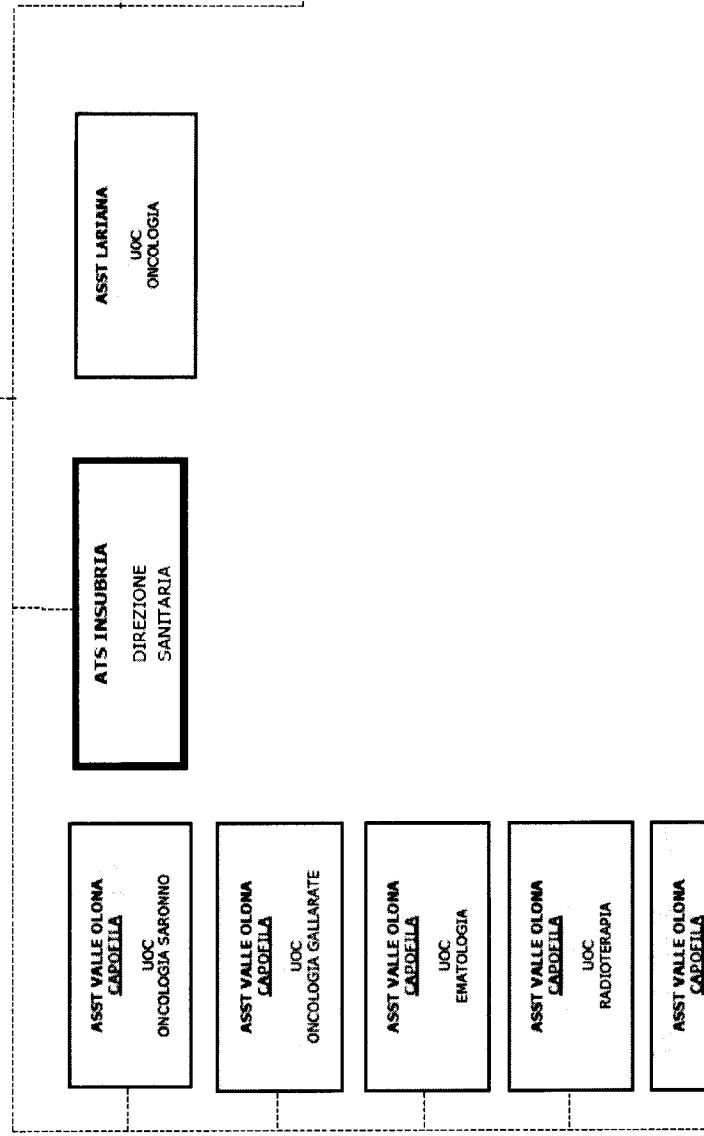 ASST VALLE OLONA
CAPOFILA
UOC
ONCOLOGIA SARONNO
ASST VALLE OLONA
CAPOFILA
UOC
ONCOLOGIA GALLARATE
ASST VALLE OLONA
CAPOFILA
UOC
EMATOLOGIA
ASST VALLE OLONA
CAPOFILA
UOC
RADIOTERAPIA
ASST VALLE OLONA
CAPOFILA
ATS INSUBRIA
DIREZIONE
SANITARIA
ASST LARIANA
UOC
ONCOLOGIA